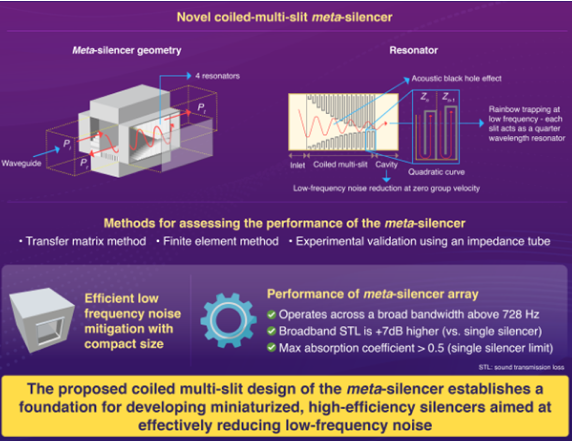 Novel coiled-multi-slit meta-silencer
Meta-silencer geometry
4 resonators
Pt
Pi
Pr
Waveguide
Resonator
Acoustic black hole effect
Zn
Zn-1
Rainbow trapping at
low frequency - each
slit acts as a quarter
wavelength resonator
Quadratic curve
Inlet
Coiled multi-slit
Cavity
Low-frequency noise reduction at zero group velocity
Methods for assessing the performance of the meta-silencer
• Transfer matrix method • Finite element method • Experimental validation using an impedance tube
Efficient low
frequency noise
mitigation with
compact size
Performance of meta-silencer array
Operates across a broad bandwidth above 728 Hz
Broadband STL is +7dB higher (vs. single silencer)
Max absorption coefficient > 0.5 (single silencer limit)
STL: sound transmission loss
The proposed coiled multi-slit design of the meta-silencer establishes a
foundation for developing miniaturized, high-efficiency silencers aimed at
effectively reducing low-frequency noise